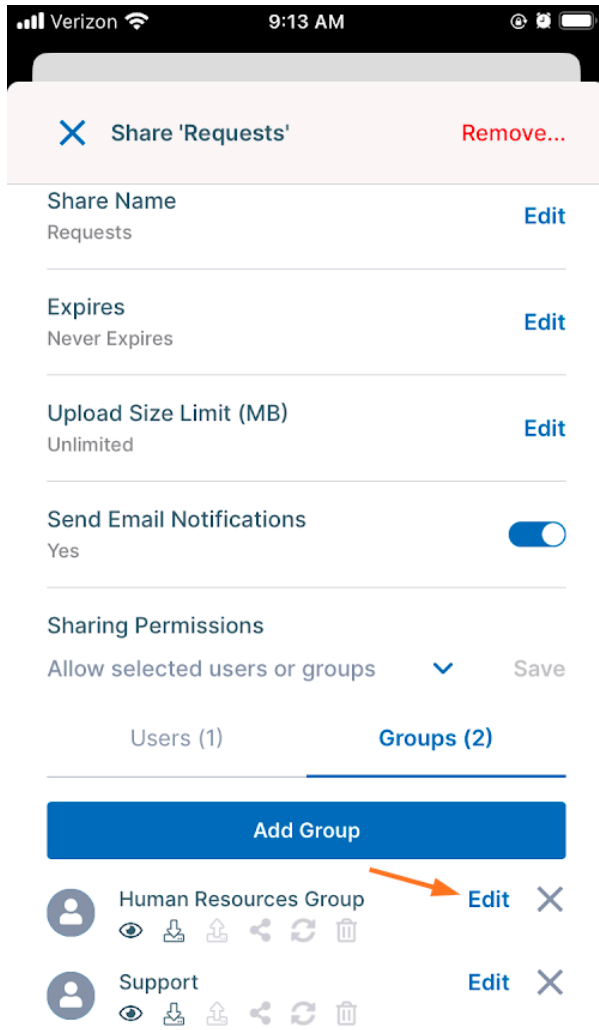 Verizon 9:13 AM
Share 'Requests' Remove...
Share Name
Edit
Requests
Expires
Edit
Never Expires
Upload Size Limit (MB)
Edit
Unlimited
Send Email Notifications
Yes
Sharing Permissions
Allow selected users or groups Save
Users (1) Groups (2)
Add Group
Human Resources Group Edit
Support Edit